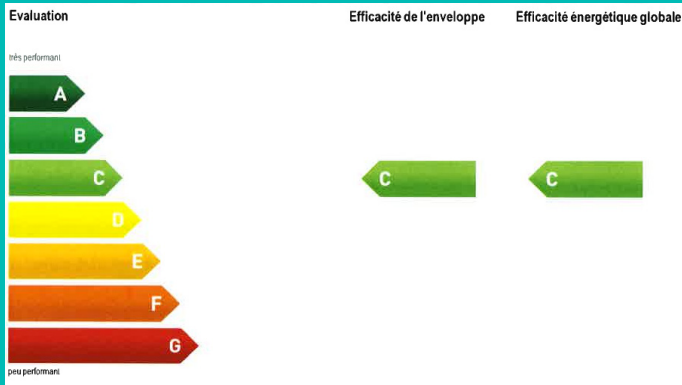 Evaluation Efficacité de l'enveloppe Efficacité énergétique globale
très performant
A
B
C C C
D
E
F
G
peu performant